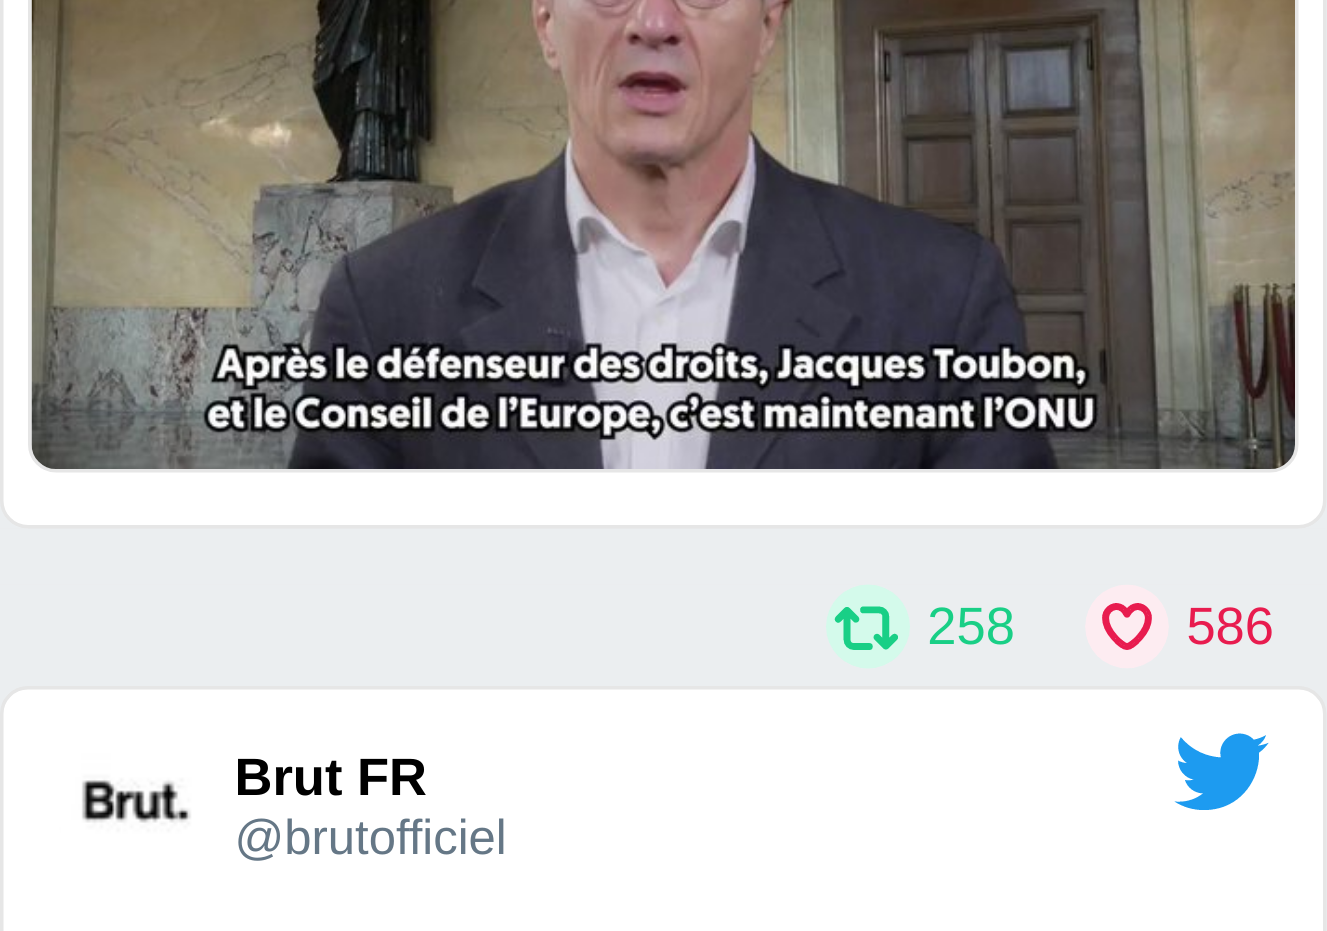 Après le défenseur des droits, Jacques Toubon,
et le Conseil de l'Europe, c'est maintenant l'ONU
258 586
Brut. Brut FR
@brutofficiel